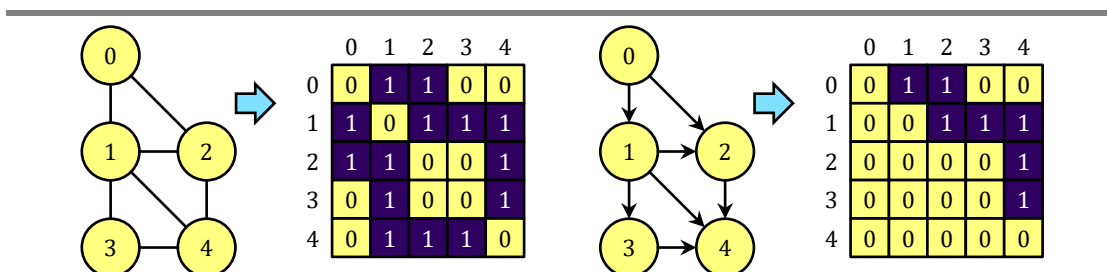 0
1 2
3 4
0 1 2 3 4
0 0 1 1 0 0
1 1 0 1 1 1
2 1 1 0 0 1
3 0 1 0 0 1
4 0 1 1 1 0
0
1 2
3 4
0 1 2 3 4
0 0 1 1 0 0
1 0 0 1 1 1
2 0 0 0 0 1
3 0 0 0 0 1
4 0 0 0 0 0